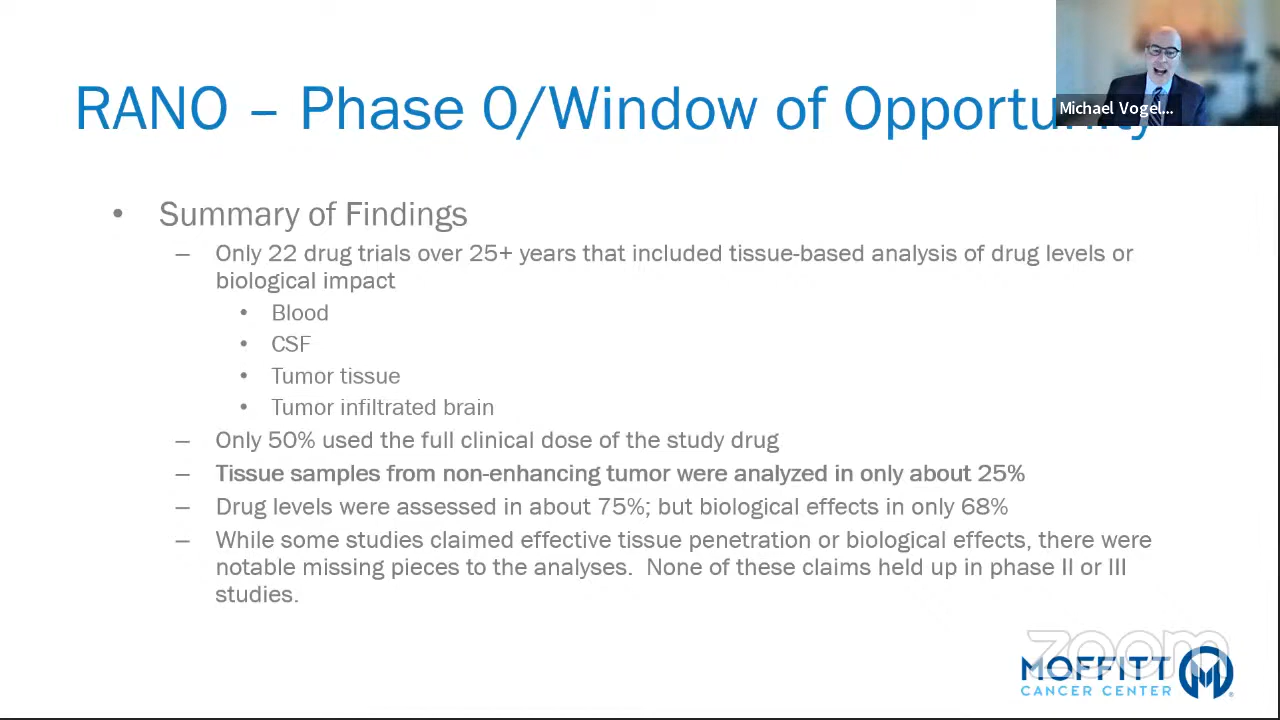 RANO – Phase 0/Window of Opportunity
Michael Vogel...
• Summary of Findings
– Only 22 drug trials over 25+ years that included tissue-based analysis of drug levels or
biological impact
• Blood
• CSF
• Tumor tissue
• Tumor infiltrated brain
– Only 50% used the full clinical dose of the study drug
– Tissue samples from non-enhancing tumor were analyzed in only about 25%
– Drug levels were assessed in about 75%; but biological effects in only 68%
– While some studies claimed effective tissue penetration or biological effects, there were
notable missing pieces to the analyses. None of these claims held up in phase II or III
studies.
zoom
MOFFITT
CANCER CENTER